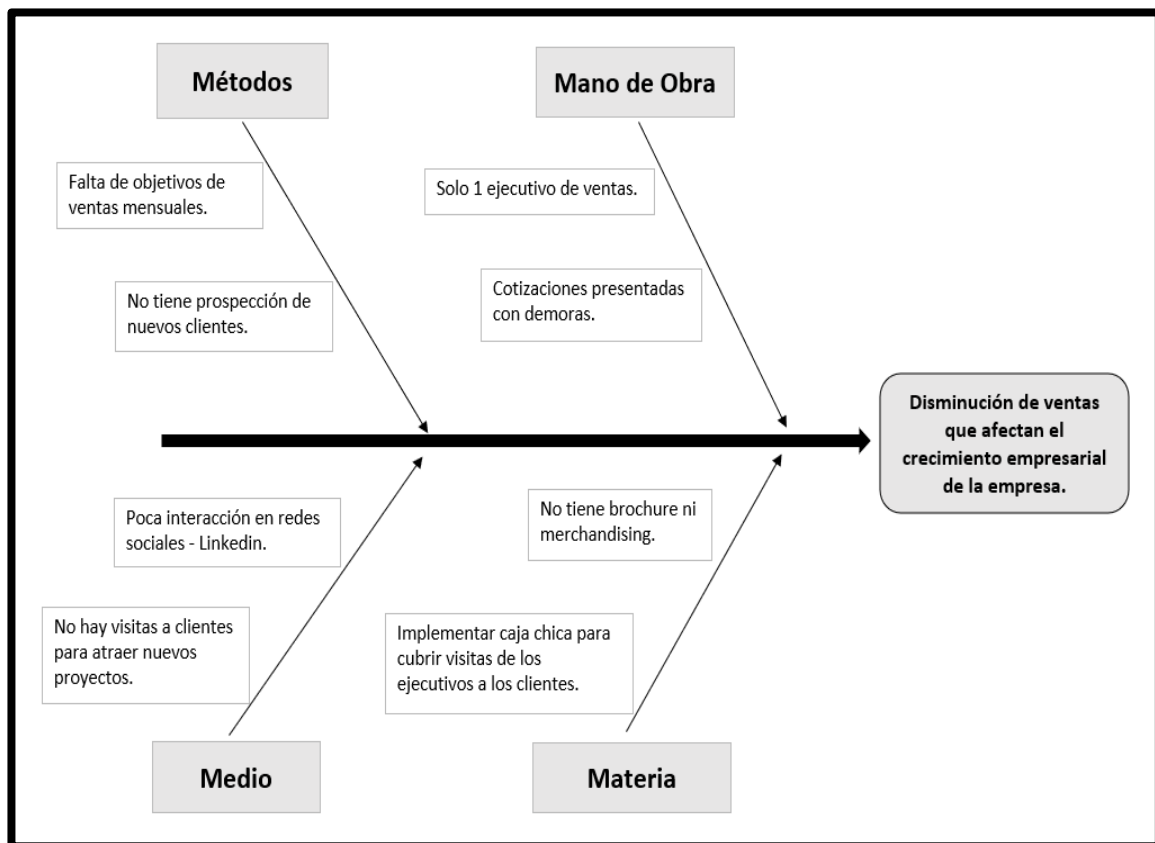 Métodos
Mano de Obra
Falta de objetivos de
ventas mensuales.
Solo 1 ejecutivo de ventas.
No tiene prospección de
nuevos clientes.
Cotizaciones presentadas
con demoras.
Disminución de ventas
que afectan el
crecimiento empresarial
de la empresa.
Poca interacción en redes
sociales - Linkedin.
No tiene brochure ni
merchandising.
No hay visitas a clientes
para atraer nuevos
proyectos.
Implementar caja chica para
cubrir visitas de los
ejecutivos a los clientes.
Medio
Materia